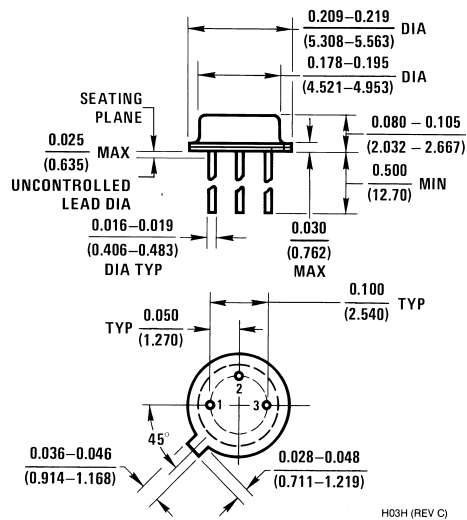 0.209–0.219
(5.308–5.563)
DIA
0.178–0.195
(4.521–4.953)
DIA
SEATING
PLANE
0.025
(0.635)
MAX
0.080 – 0.105
(2.032 – 2.667)
UNCONTROLLED
LEAD DIA
0.500
(12.70)
MIN
0.016–0.019
(0.406–0.483)
DIA TYP
0.030
(0.762)
MAX
0.100
(2.540)
TYP
TYP
0.050
(1.270)
2
1
3
45°
0.036–0.046
(0.914–1.168)
0.028–0.048
(0.711–1.219)
H03H (REV C)